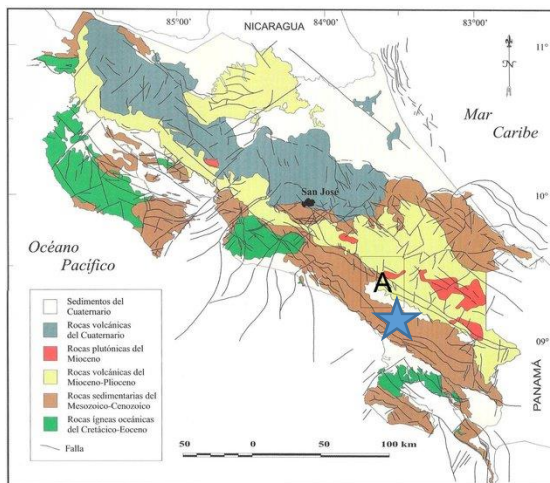 85°00'
NICARAGUA
84°00'
83°00'
11°
Mar
Caribe
10°
San José
Océano
Pacífico
A
09°
PANAMÁ
Sedimentos del
Cuaternario
Rocas volcánicas
del Cuaternario
Rocas plutónicas del
Mioceno
Rocas volcánicas del
Mioceno-Plioceno
Rocas sedimentarias del
Mesozoico-Cenozoico
Rocas ígneas oceánicas
del Cretácico-Eoceno
Falla
50
0
50
100 km